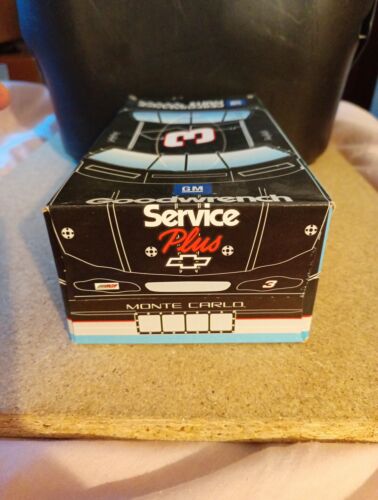 3
GM
Goodwrench
Service
Plus
3
MONTE CARLO.